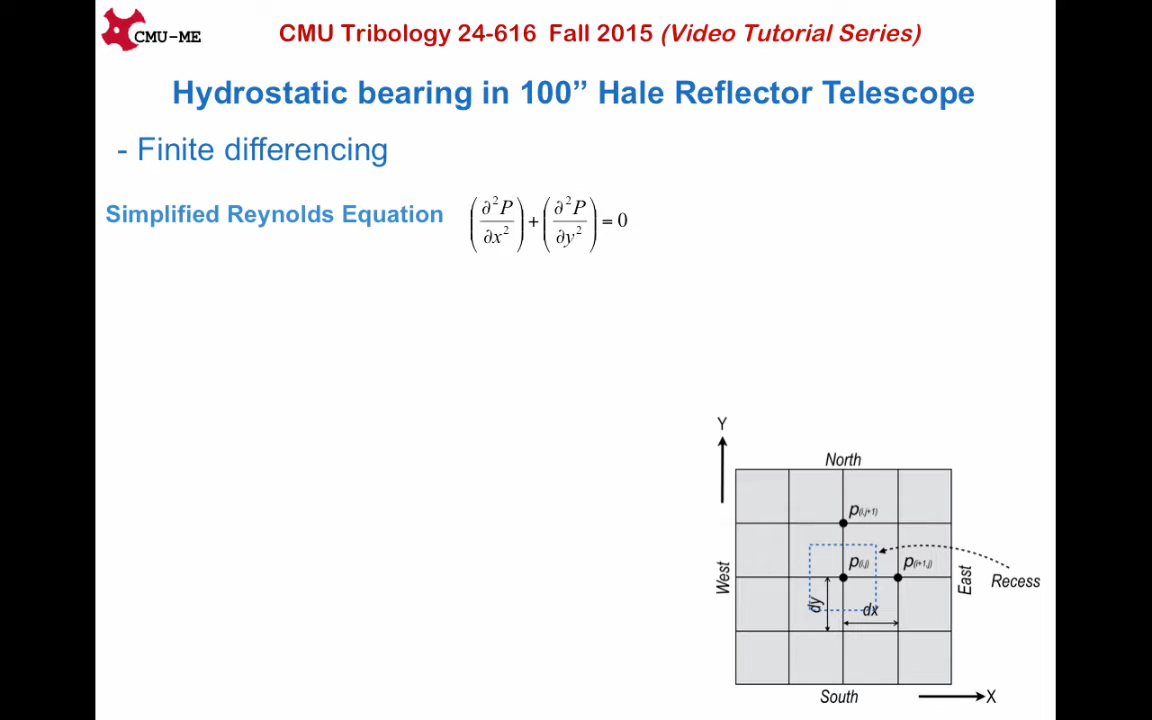 CMU-ME
CMU Tribology 24-616 Fall 2015 (Video Tutorial Series)
Hydrostatic bearing in 100” Hale Reflector Telescope
- Finite differencing
Simplified Reynolds Equation (∂²P/∂x²) + (∂²P/∂y²) = 0
Y
North
p(i,j+1)
West
p(i,j)
p(i+1,j)
East
Recess
dy
dx
South
X